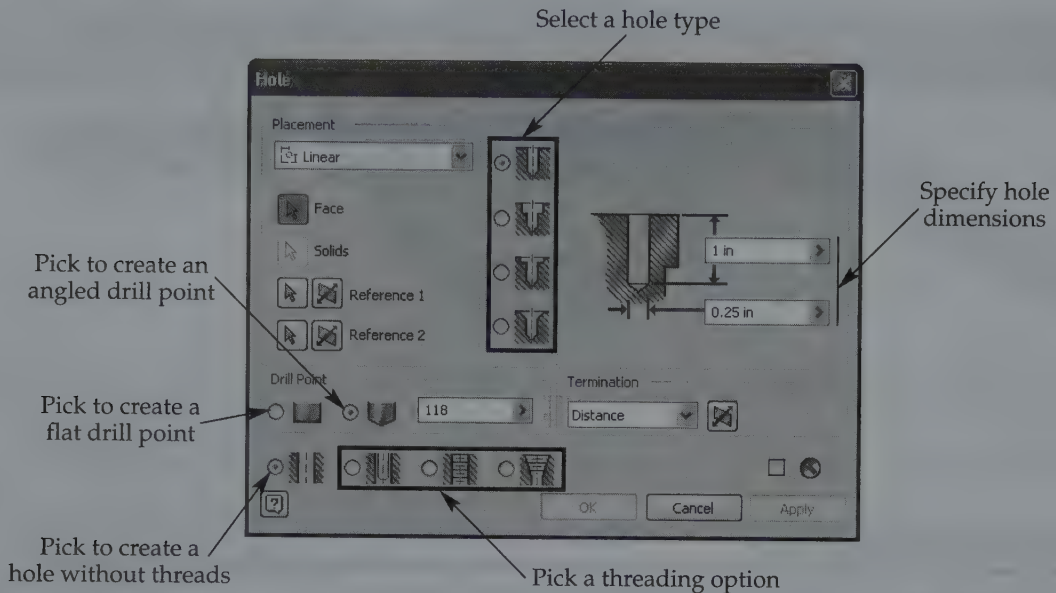 Select a hole type
Hole
Placement
Linear
Face
Solids
Reference 1
Reference 2
Specify hole
dimensions
1 in
0.25 in
Pick to create an
angled drill point
Drill Point
118
Termination
Distance
Pick to create a
flat drill point
?
OK
Cancel
Apply
Pick to create a
hole without threads
Pick a threading option